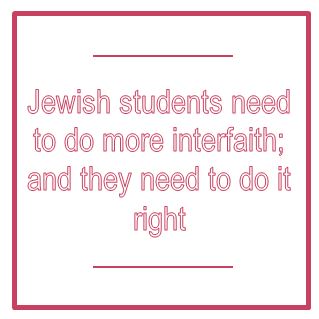 Jewish students need
to do more interfaith;
and they need to do it
right